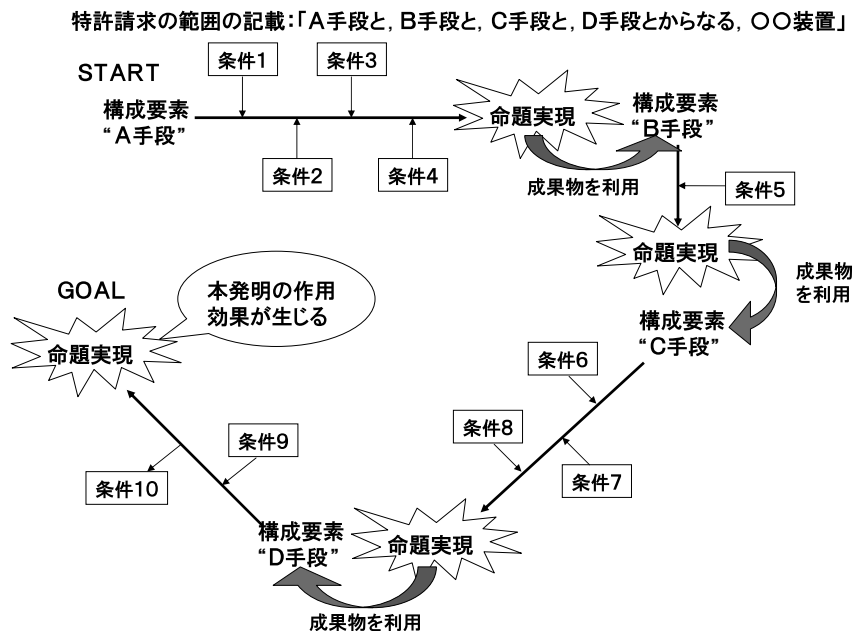 特許請求の範囲の記載：「Ａ手段と，Ｂ手段と，Ｃ手段と，Ｄ手段とからなる，〇〇装置」
START
条件１
条件３
構成要素
“Ａ手段”
命題実現
構成要素
“Ｂ手段”
条件２
条件４
成果物を利用
条件５
命題実現
成果物
を利用
GOAL
本発明の作用
効果が生じる
命題実現
構成要素
“Ｃ手段”
条件６
条件８
条件７
条件９
条件１０
構成要素
“Ｄ手段”
命題実現
成果物を利用